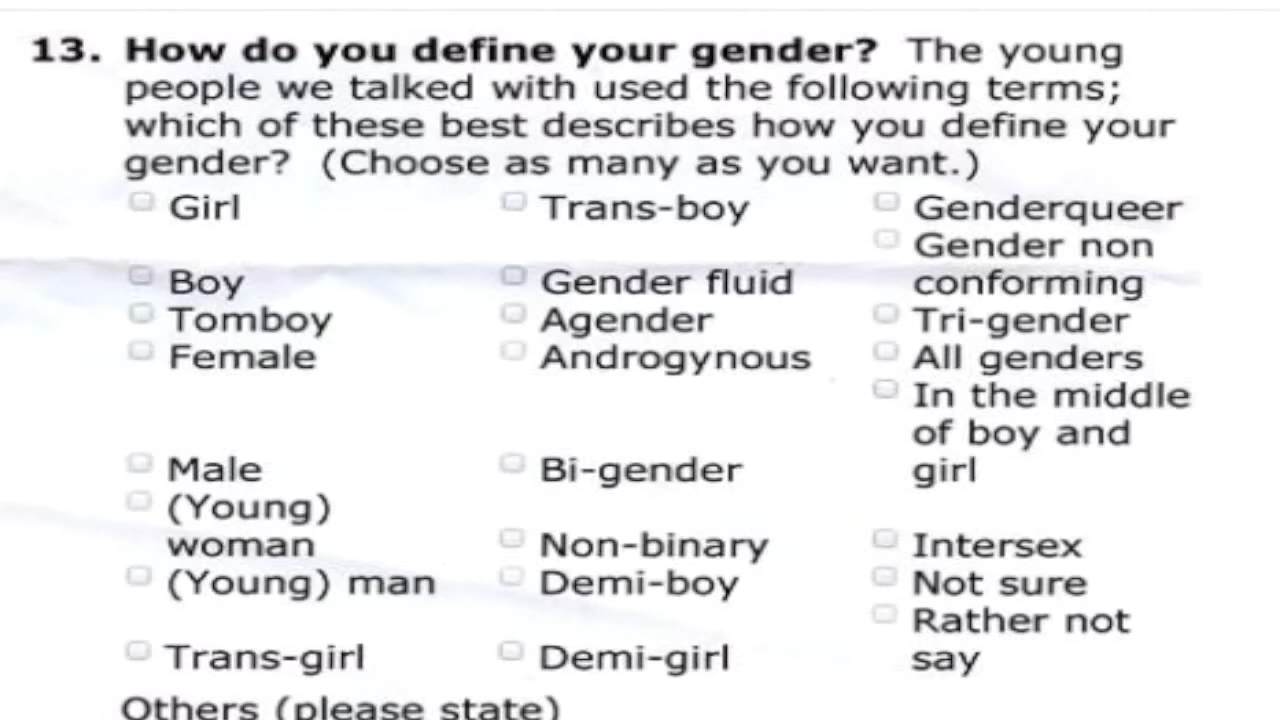 13. How do you define your gender? The young
people we talked with used the following terms;
which of these best describes how you define your
gender? (Choose as many as you want.)
Girl
Boy
Tomboy
Female
Male
(Young)
woman
(Young) man
Trans-girl
Trans-boy
Gender fluid
Agender
Androgynous
Bi-gender
Non-binary
Demi-boy
Demi-girl
Genderqueer
Gender non
conforming
Tri-gender
All genders
In the middle
of boy and
girl
Intersex
Not sure
Rather not
say
Others (please state)